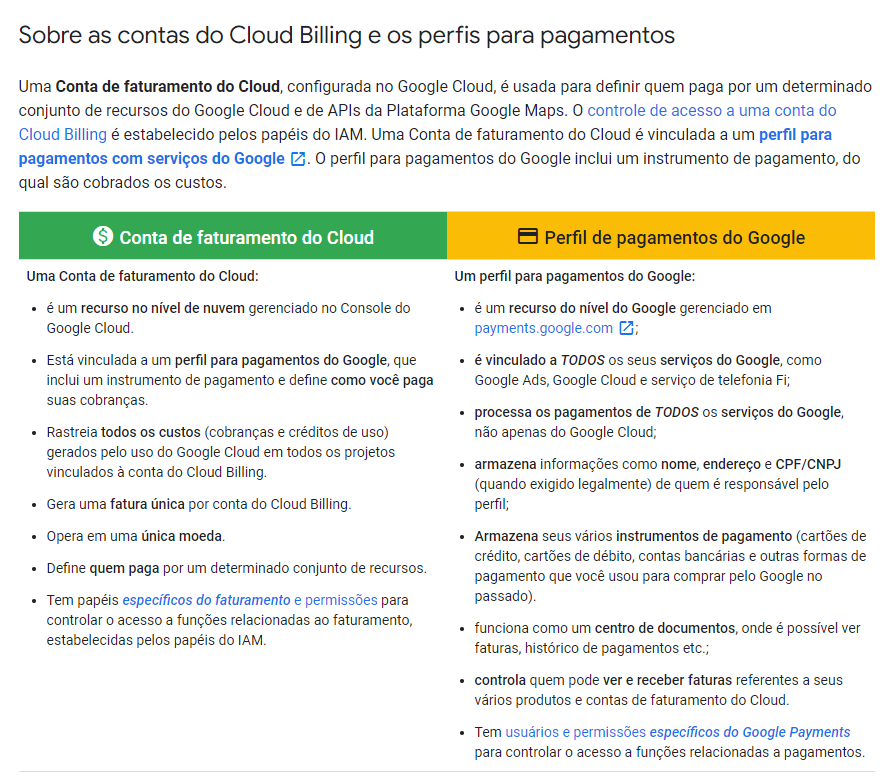 Sobre as contas do Cloud Billing e os perfis para pagamentos
Uma Conta de faturamento do Cloud, configurada no Google Cloud, é usada para definir quem paga por um determinado
conjunto de recursos do Google Cloud e de APIs da Plataforma Google Maps. O controle de acesso a uma conta do
Cloud Billing é estabelecido pelos papéis do IAM. Uma Conta de faturamento do Cloud é vinculada a um perfil para
pagamentos com serviços do Google. O perfil para pagamentos do Google inclui um instrumento de pagamento, do
qual são cobrados os custos.
Conta de faturamento do Cloud
Uma Conta de faturamento do Cloud:
• é um recurso no nível de nuvem gerenciado no Console do
Google Cloud.
• Está vinculada a um perfil para pagamentos do Google, que
inclui um instrumento de pagamento e define como você paga
suas cobranças.
• Rastreia todos os custos (cobranças e créditos de uso)
gerados pelo uso do Google Cloud em todos os projetos
vinculados à conta do Cloud Billing.
• Gera uma fatura única por conta do Cloud Billing.
• Opera em uma única moeda.
• Define quem paga por um determinado conjunto de recursos.
• Tem papéis específicos do faturamento e permissões para
controlar o acesso a funções relacionadas ao faturamento,
estabelecidas pelos papéis do IAM.
Perfil de pagamentos do Google
Um perfil para pagamentos do Google:
• é um recurso do nível do Google gerenciado em
payments.google.com;
• é vinculado a TODOS os seus serviços do Google, como
Google Ads, Google Cloud e serviço de telefonia Fi;
• processa os pagamentos de TODOS os serviços do Google,
não apenas do Google Cloud;
• armazena informações como nome, endereço e CPF/CNPJ
(quando exigido legalmente) de quem é responsável pelo
perfil;
• Armazena seus vários instrumentos de pagamento (cartões de
crédito, cartões de débito, contas bancárias e outras formas de
pagamento que você usou para comprar pelo Google no
passado).
• funciona como um centro de documentos, onde é possível ver
faturas, histórico de pagamentos etc.;
• controla quem pode ver e receber faturas referentes a seus
vários produtos e contas de faturamento do Cloud.
• Tem usuários e permissões específicos do Google Payments
para controlar o acesso a funções relacionadas a pagamentos.